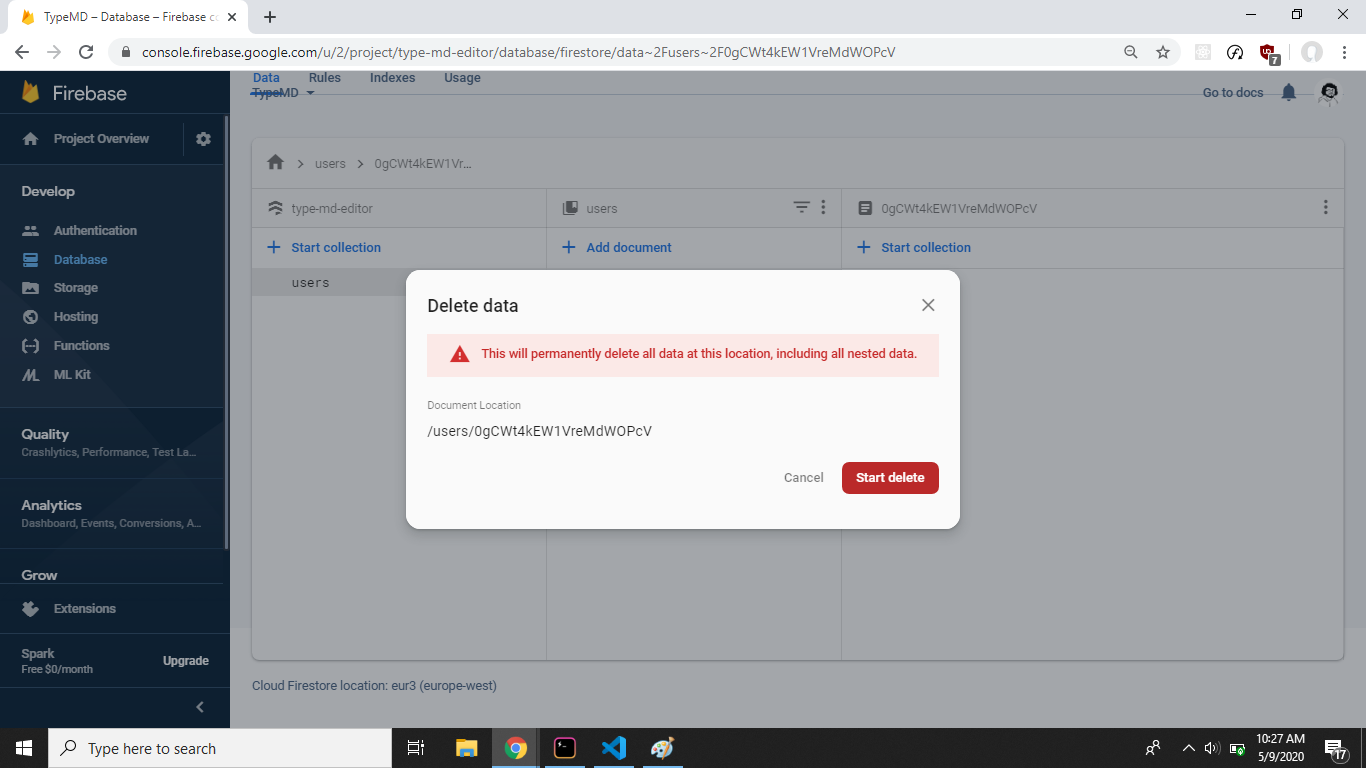 TypeMD – Database – Firebase co
console.firebase.google.com/u/2/project/type-md-editor/database/firestore/data~2Fusers~2F0gCWt4kEW1VreMdWOPcV
7
Firebase
Data Rules Indexes Usage
TypeMD
Go to docs
Project Overview
Develop
Authentication
Database
Storage
Hosting
Functions
ML Kit
Quality
Crashlytics, Performance, Test La...
Analytics
Dashboard, Events, Conversions, A...
Grow
Extensions
Spark
Free $0/month
Upgrade
users
0gCWt4kEW1Vr...
type-md-editor
users
0gCWt4kEW1VreMdWOPcV
Start collection
Add document
Start collection
users
Delete data
This will permanently delete all data at this location, including all nested data.
Document Location
/users/0gCWt4kEW1VreMdWOPcV
Cancel
Start delete
Cloud Firestore location: eur3 (europe-west)
Type here to search
10:27 AM
5/9/2020
17